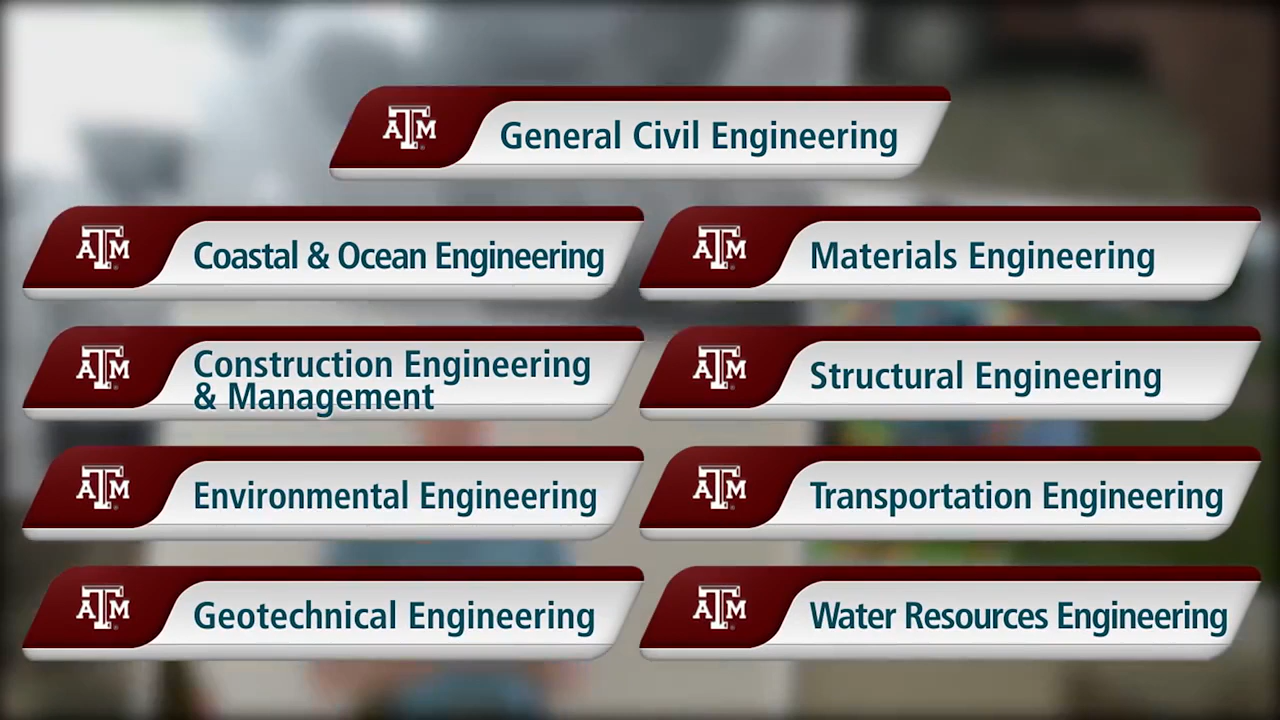 ATM General Civil Engineering
ATM Coastal & Ocean Engineering
ATM Materials Engineering
ATM Construction Engineering
& Management
ATM Structural Engineering
ATM Environmental Engineering
ATM Transportation Engineering
ATM Geotechnical Engineering
ATM Water Resources Engineering